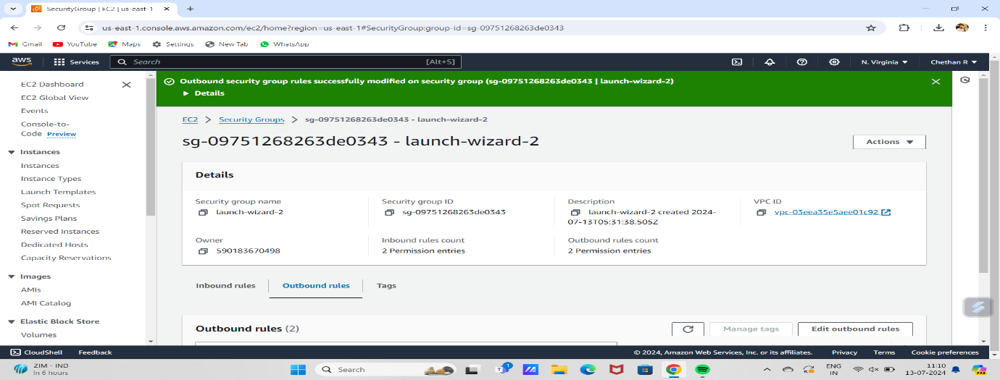 SecurityGroup | EC2 | us-east-1
us-east-1.console.aws.amazon.com/ec2/home?region=us-east-1#SecurityGroup:group-id=sg-09751268263de0343
Gmail YouTube Maps Settings New Tab WhatsApp
aws Services Search [Alt+S] N. Virginia Chethan R
EC2 Dashboard
EC2 Global View
Events
Console-to-
Code Preview
Instances
Instances
Instance Types
Launch Templates
Spot Requests
Savings Plans
Reserved Instances
Dedicated Hosts
Capacity Reservations
Images
AMIs
AMI Catalog
Elastic Block Store
Volumes
Outbound security group rules successfully modified on security group (sg-09751268263de0343 | launch-wizard-2)
Details
EC2 > Security Groups > sg-09751268263de0343 - launch-wizard-2
sg-09751268263de0343 - launch-wizard-2
Actions
Details
Security group name
launch-wizard-2
Security group ID
sg-09751268263de0343
Description
launch-wizard-2 created 2024-
07-13T05:31:38.505Z
VPC ID
vpc-03eea35e5aee01c92
Owner
590183670498
Inbound rules count
2 Permission entries
Outbound rules count
2 Permission entries
Inbound rules Outbound rules Tags
Outbound rules (2) Manage tags Edit outbound rules
CloudShell Feedback © 2024, Amazon Web Services, Inc. or its affiliates. Privacy Terms Cookie preferences
ZIM - IND
In 6 hours
Search
1
ENG
IN
11:10
13-07-2024
PRE